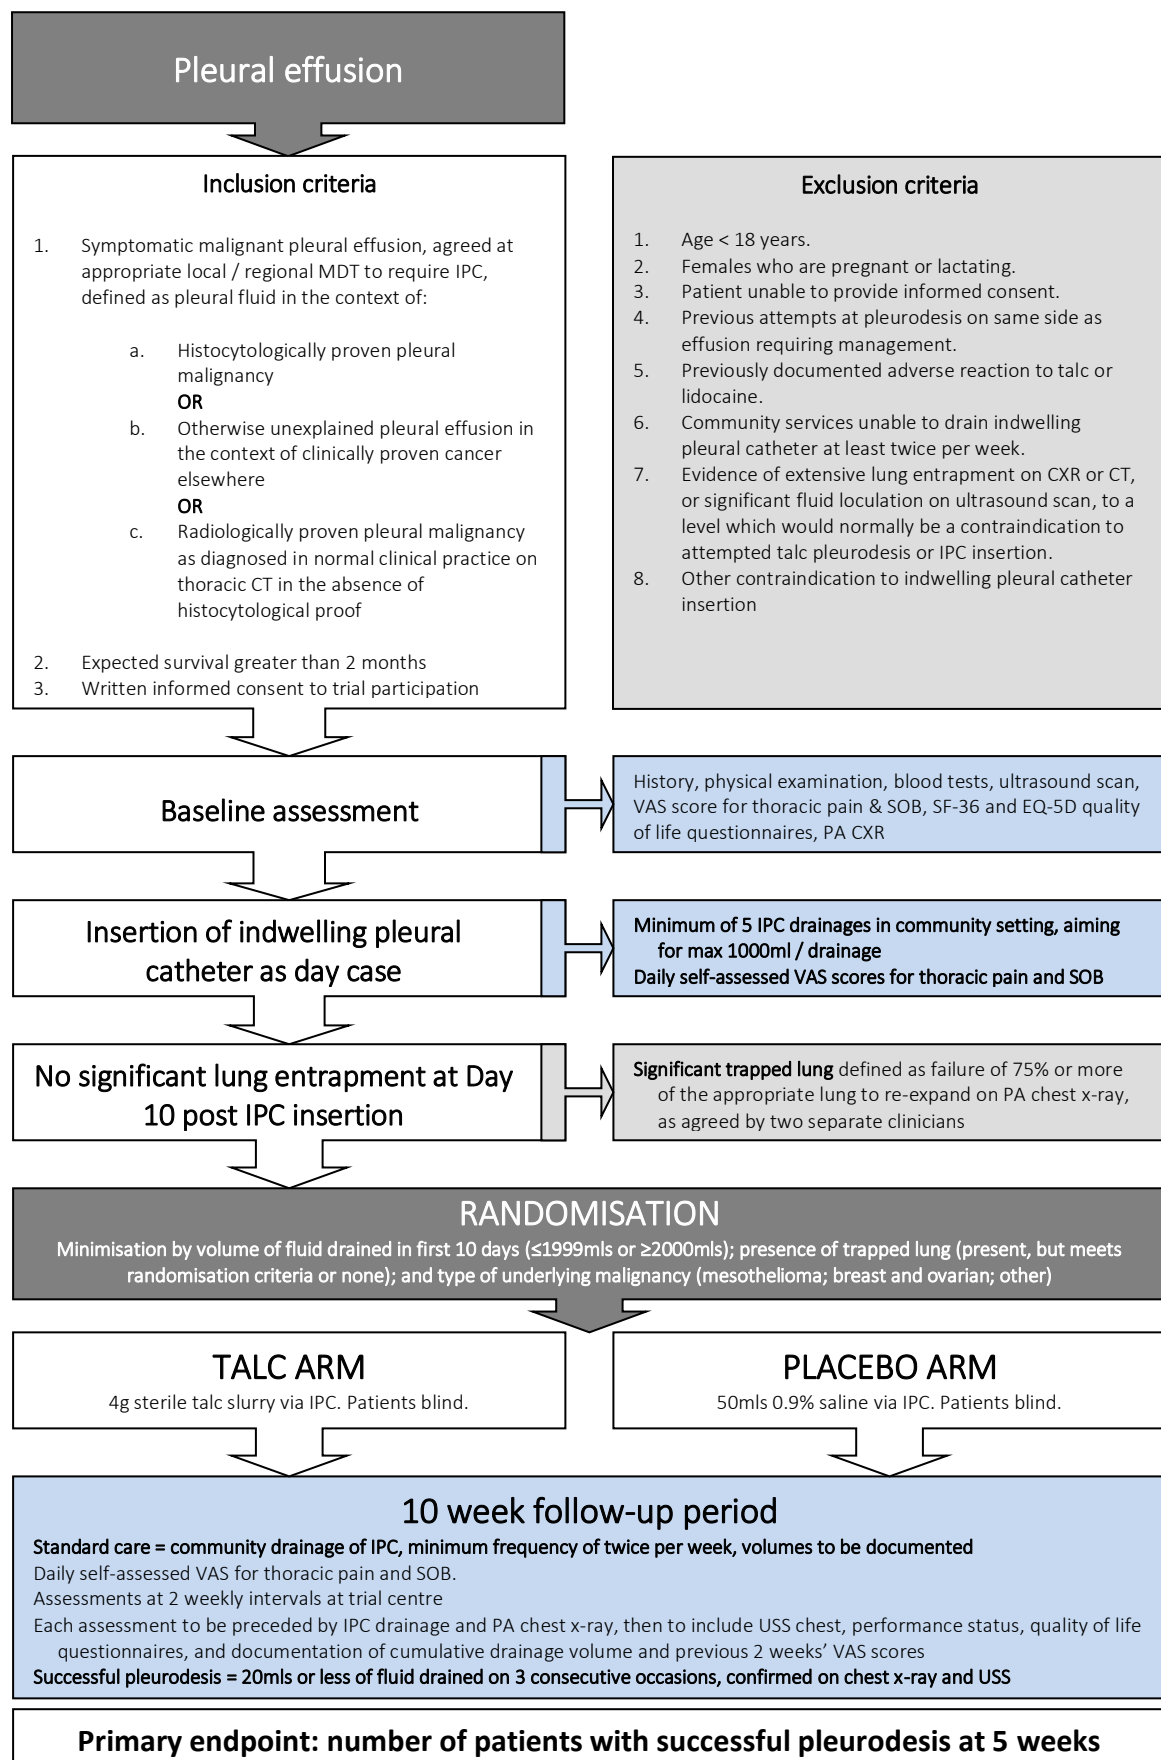 Pleural effusion
Inclusion criteria
1. Symptomatic malignant pleural effusion, agreed at
appropriate local / regional MDT to require IPC,
defined as pleural fluid in the context of:
a. Histocytologically proven pleural
malignancy
OR
b. Otherwise unexplained pleural effusion in
the context of clinically proven cancer
elsewhere
OR
c. Radiologically proven pleural malignancy
as diagnosed in normal clinical practice on
thoracic CT in the absence of
histocytological proof
2. Expected survival greater than 2 months
3. Written informed consent to trial participation
Exclusion criteria
1. Age < 18 years.
2. Females who are pregnant or lactating.
3. Patient unable to provide informed consent.
4. Previous attempts at pleurodesis on same side as
effusion requiring management.
5. Previously documented adverse reaction to talc or
lidocaine.
6. Community services unable to drain indwelling
pleural catheter at least twice per week.
7. Evidence of extensive lung entrapment on CXR or CT,
or significant fluid loculation on ultrasound scan, to a
level which would normally be a contraindication to
attempted talc pleurodesis or IPC insertion.
8. Other contraindication to indwelling pleural catheter
insertion
Baseline assessment
History, physical examination, blood tests, ultrasound scan,
VAS score for thoracic pain & SOB, SF-36 and EQ-5D quality
of life questionnaires, PA CXR
Insertion of indwelling pleural
catheter as day case
Minimum of 5 IPC drainages in community setting, aiming
for max 1000ml / drainage
Daily self-assessed VAS scores for thoracic pain and SOB
No significant lung entrapment at Day
10 post IPC insertion
Significant trapped lung defined as failure of 75% or more
of the appropriate lung to re-expand on PA chest x-ray,
as agreed by two separate clinicians
RANDOMISATION
Minimisation by volume of fluid drained in first 10 days (≤1999mls or ≥2000mls); presence of trapped lung (present, but meets
randomisation criteria or none); and type of underlying malignancy (mesothelioma; breast and ovarian; other)
TALC ARM
4g sterile talc slurry via IPC. Patients blind.
PLACEBO ARM
50mls 0.9% saline via IPC. Patients blind.
10 week follow-up period
Standard care = community drainage of IPC, minimum frequency of twice per week, volumes to be documented
Daily self-assessed VAS for thoracic pain and SOB.
Assessments at 2 weekly intervals at trial centre
Each assessment to be preceded by IPC drainage and PA chest x-ray, then to include USS chest, performance status, quality of life
questionnaires, and documentation of cumulative drainage volume and previous 2 weeks’ VAS scores
Successful pleurodesis = 20mls or less of fluid drained on 3 consecutive occasions, confirmed on chest x-ray and USS
Primary endpoint: number of patients with successful pleurodesis at 5 weeks